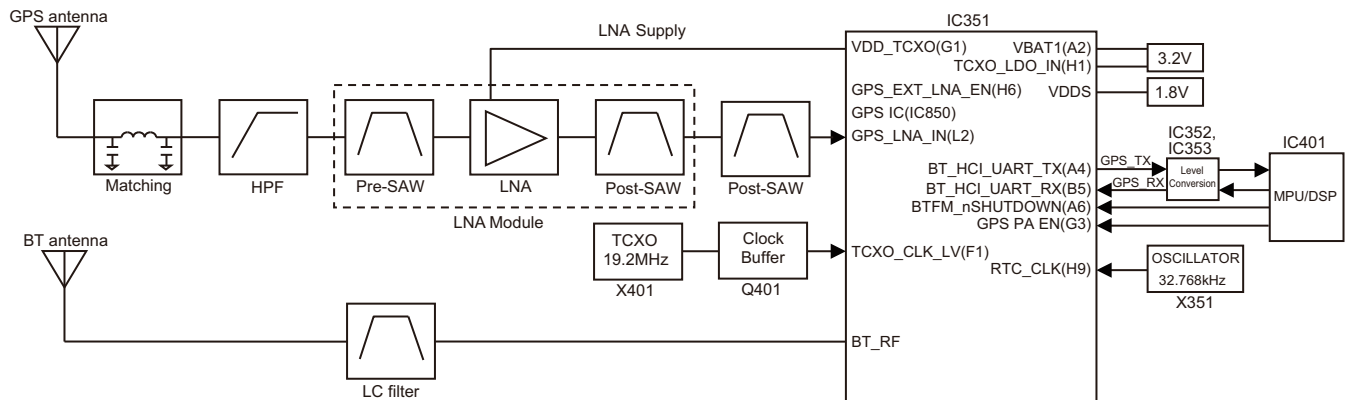 GPS antenna
Matching
HPF
Pre-SAW
LNA
Post-SAW
LNA Module
Post-SAW
LNA Supply
BT antenna
LC filter
TCXO
19.2MHz
X401
Clock
Buffer
Q401
IC351
VDD_TCXO(G1)
GPS_EXT_LNA_EN(H6)
GPS IC(IC850)
GPS_LNA_IN(L2)
TCXO_CLK_LV(F1)
BT_RF
VBAT1(A2)
TCXO_LDO_IN(H1)
VDDS
BT_HCI_UART_TX(A4)
BT_HCI_UART_RX(B5)
BTFM_nSHUTDOWN(A6)
GPS PA EN(G3)
RTC_CLK(H9)
3.2V
1.8V
GPS_TX
GPS_RX
IC352,
IC353
Level
Conversion
IC401
MPU/DSP
OSCILLATOR
32.768kHz
X351